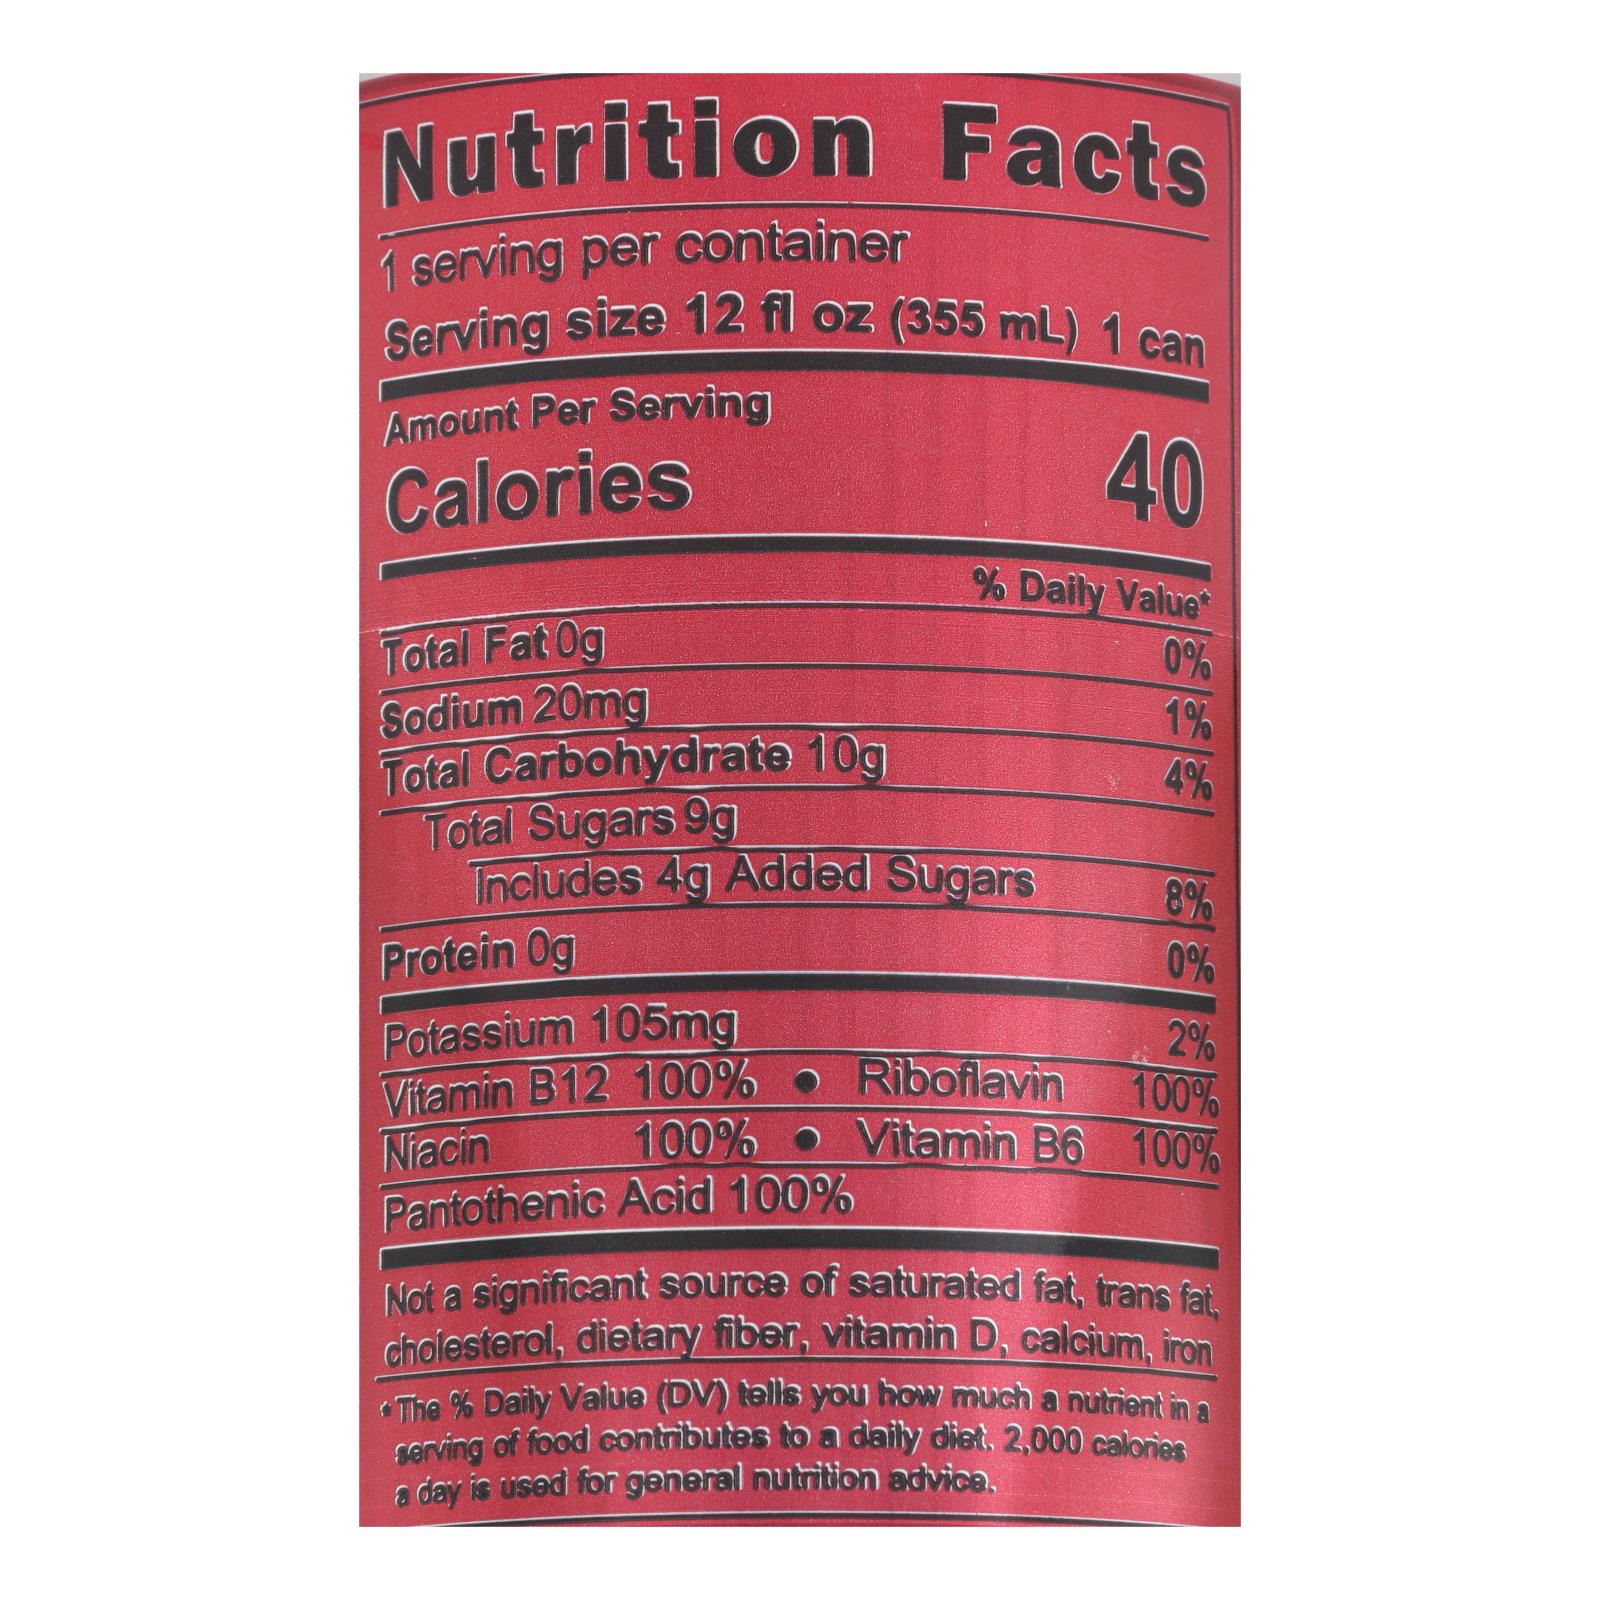 Nutrition Facts
1 serving per container
Serving size 12 fl oz (355 mL) 1 can
Amount Per Serving
Calories 40
% Daily Value*
Total Fat 0g 0%
Sodium 20mg 1%
Total Carbohydrate 10g 4%
Total Sugars 9g
Includes 4g Added Sugars 8%
Protein 0g 0%
Potassium 105mg 2%
Vitamin B12 100% • Riboflavin 100%
Niacin 100% • Vitamin B6 100%
Pantothenic Acid 100%
Not a significant source of saturated fat, trans fat,
cholesterol, dietary fiber, vitamin D, calcium, iron
*The % Daily Value (DV) tells you how much a nutrient in a
serving of food contributes to a daily diet. 2,000 calories
a day is used for general nutrition advice.